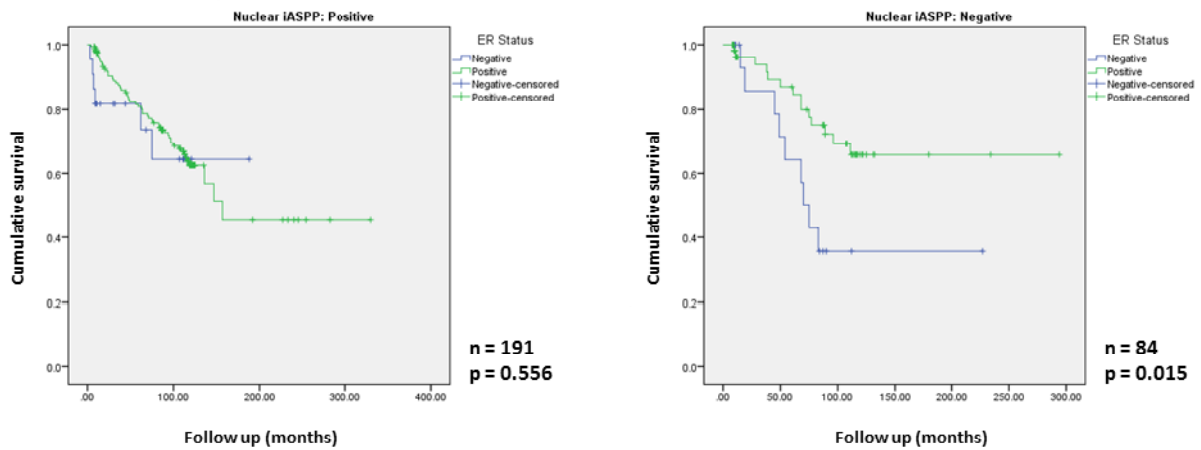 Nuclear iASPP: Positive
ER Status
Negative
Positive
Negative-censored
Positive-censored
1.0
0.8
0.6
0.4
0.2
0.0
Cumulative survival
.00 100.00 200.00 300.00 400.00
Follow up (months)
n = 191
p = 0.556
Nuclear iASPP: Negative
ER Status
Negative
Positive
Negative-censored
Positive-censored
1.0
0.8
0.6
0.4
0.2
0.0
Cumulative survival
.00 50.00 100.00 150.00 200.00 250.00 300.00
Follow up (months)
n = 84
p = 0.015